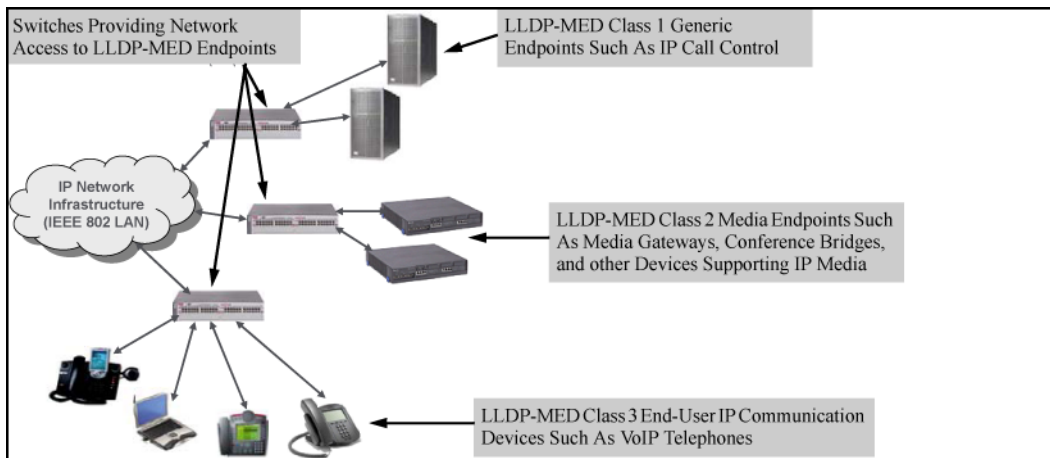 Switches Providing Network
Access to LLDP-MED Endpoints
LLDP-MED Class 1 Generic
Endpoints Such As IP Call Control
IP Network
Infrastructure
(IEEE 802 LAN)
LLDP-MED Class 2 Media Endpoints Such
As Media Gateways, Conference Bridges,
and other Devices Supporting IP Media
LLDP-MED Class 3 End-User IP Communication
Devices Such As VoIP Telephones